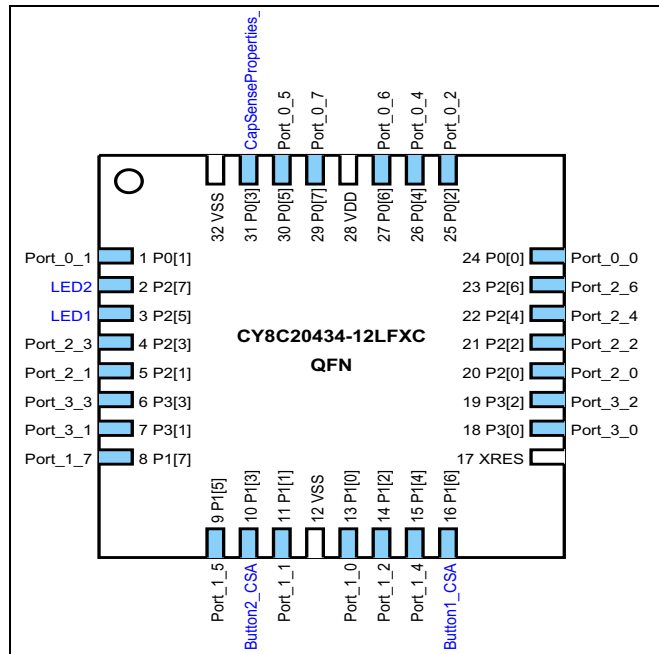 CapSenseProperties_
Port_0_5
Port_0_7
Port_0_6
Port_0_4
Port_0_2
32 VSS
31 P0[3]
30 P0[5]
29 P0[7]
28 VDD
27 P0[6]
26 P0[4]
25 P0[2]
Port_0_1 1 P0[1]
LED2 2 P2[7]
LED1 3 P2[5]
Port_2_3 4 P2[3]
Port_2_1 5 P2[1]
Port_3_3 6 P3[3]
Port_3_1 7 P3[1]
Port_1_7 8 P1[7]
CY8C20434-12LFXC
QFN
24 P0[0] Port_0_0
23 P2[6] Port_2_6
22 P2[4] Port_2_4
21 P2[2] Port_2_2
20 P2[0] Port_2_0
19 P3[2] Port_3_2
18 P3[0] Port_3_0
17 XRES
9 P1[5]
10 P1[3]
11 P1[1]
12 VSS
13 P1[0]
14 P1[2]
15 P1[4]
16 P1[6]
Port_1_5
Button2_CSA
Port_1_1
Port_1_0
Port_1_2
Port_1_4
Button1_CSA